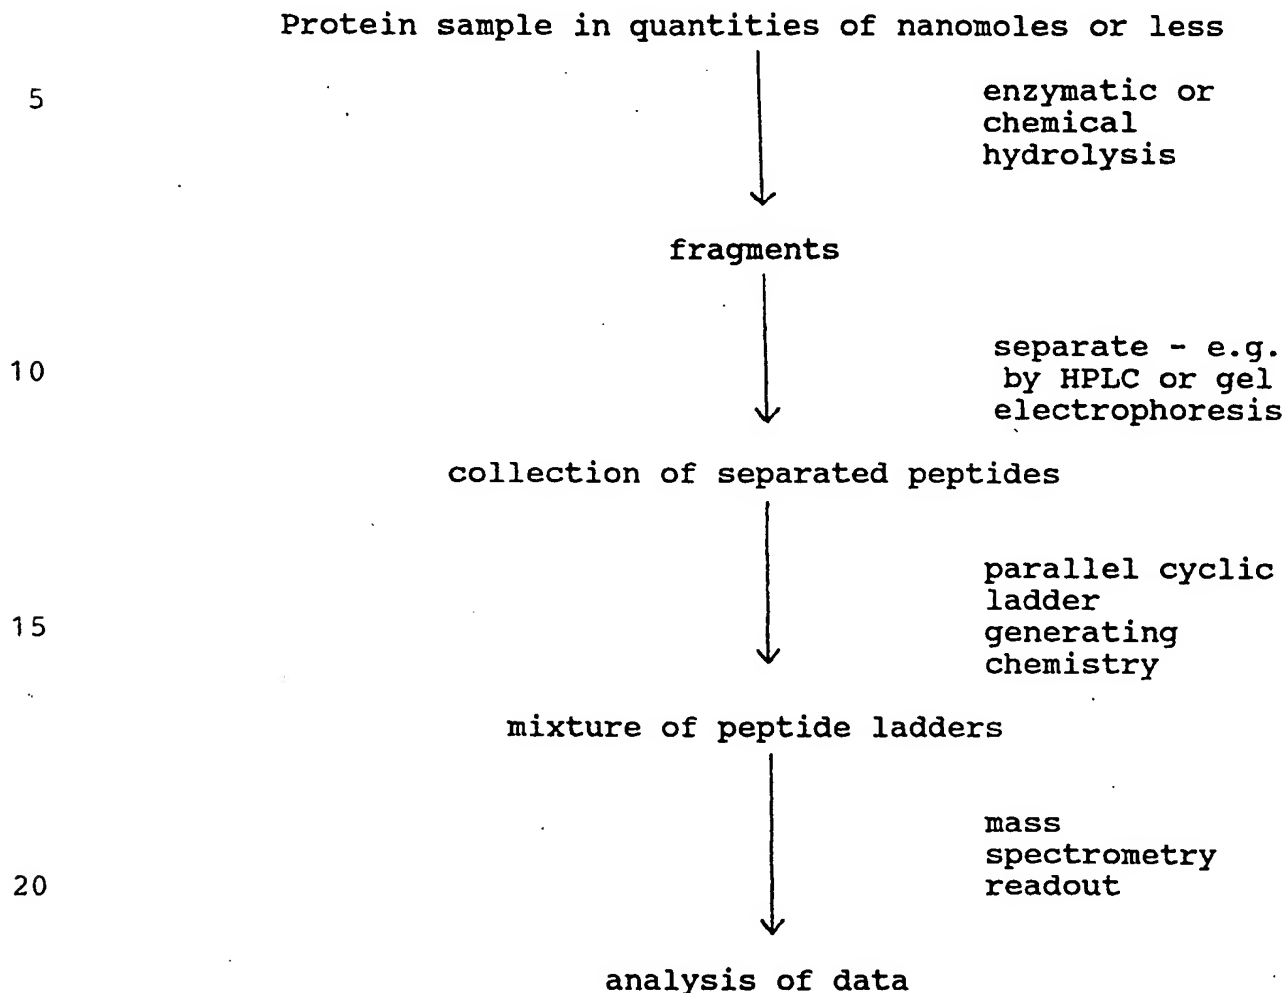 Protein sample in quantities of nanomoles or less
5
enzymatic or
chemical
hydrolysis
fragments
10
separate - e.g.
by HPLC or gel
electrophoresis
collection of separated peptides
15
parallel cyclic
ladder
generating
chemistry
mixture of peptide ladders
20
mass
spectrometry
readout
analysis of data